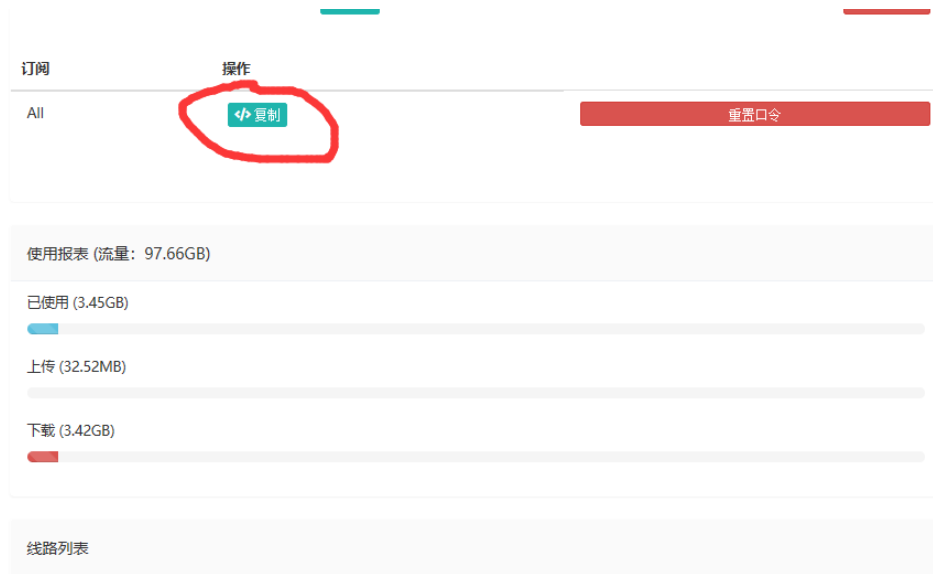 订阅 操作
All </> 复制 重置口令
使用报表 (流量：97.66GB)
已使用 (3.45GB)
上传 (32.52MB)
下载 (3.42GB)
线路列表